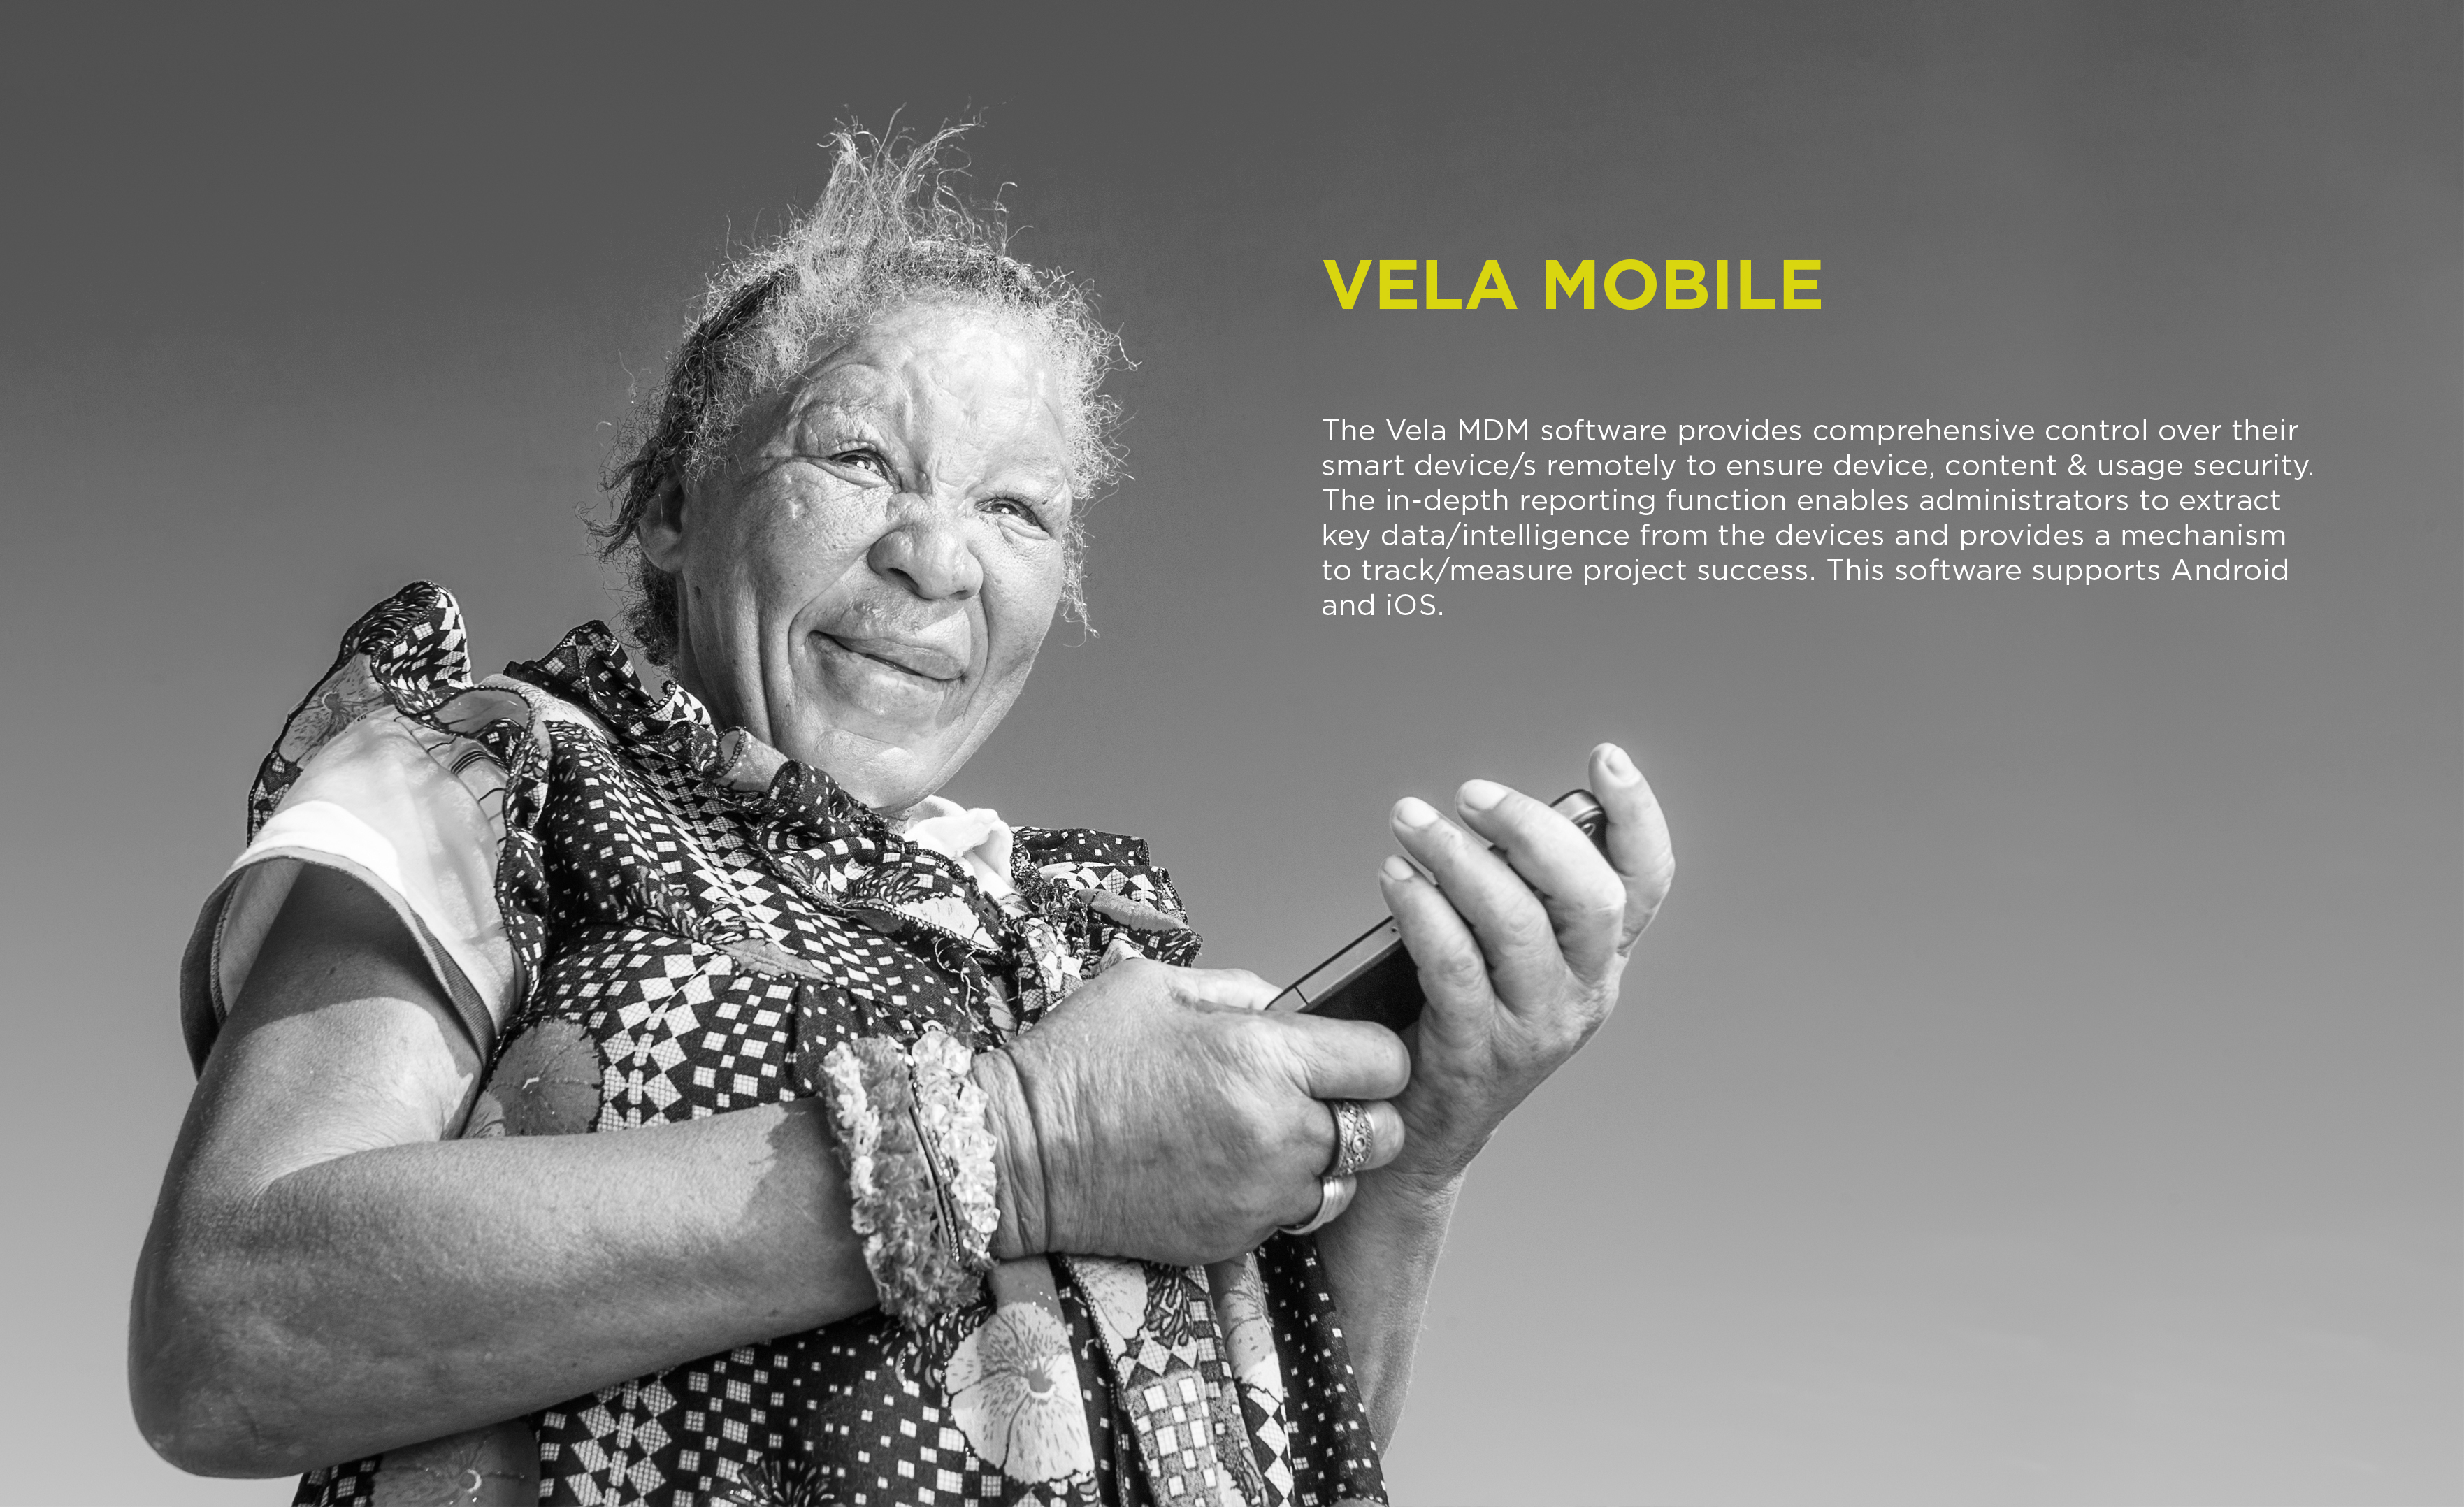 VELA MOBILE
The Vela MDM software provides comprehensive control over their
smart device/s remotely to ensure device, content & usage security.
The in-depth reporting function enables administrators to extract
key data/intelligence from the devices and provides a mechanism
to track/measure project success. This software supports Android
and iOS.